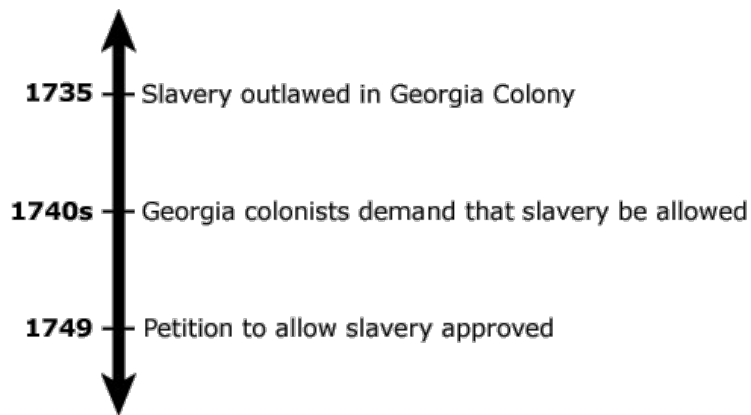 1735 Slavery outlawed in Georgia Colony
1740s Georgia colonists demand that slavery be allowed
1749 Petition to allow slavery approved